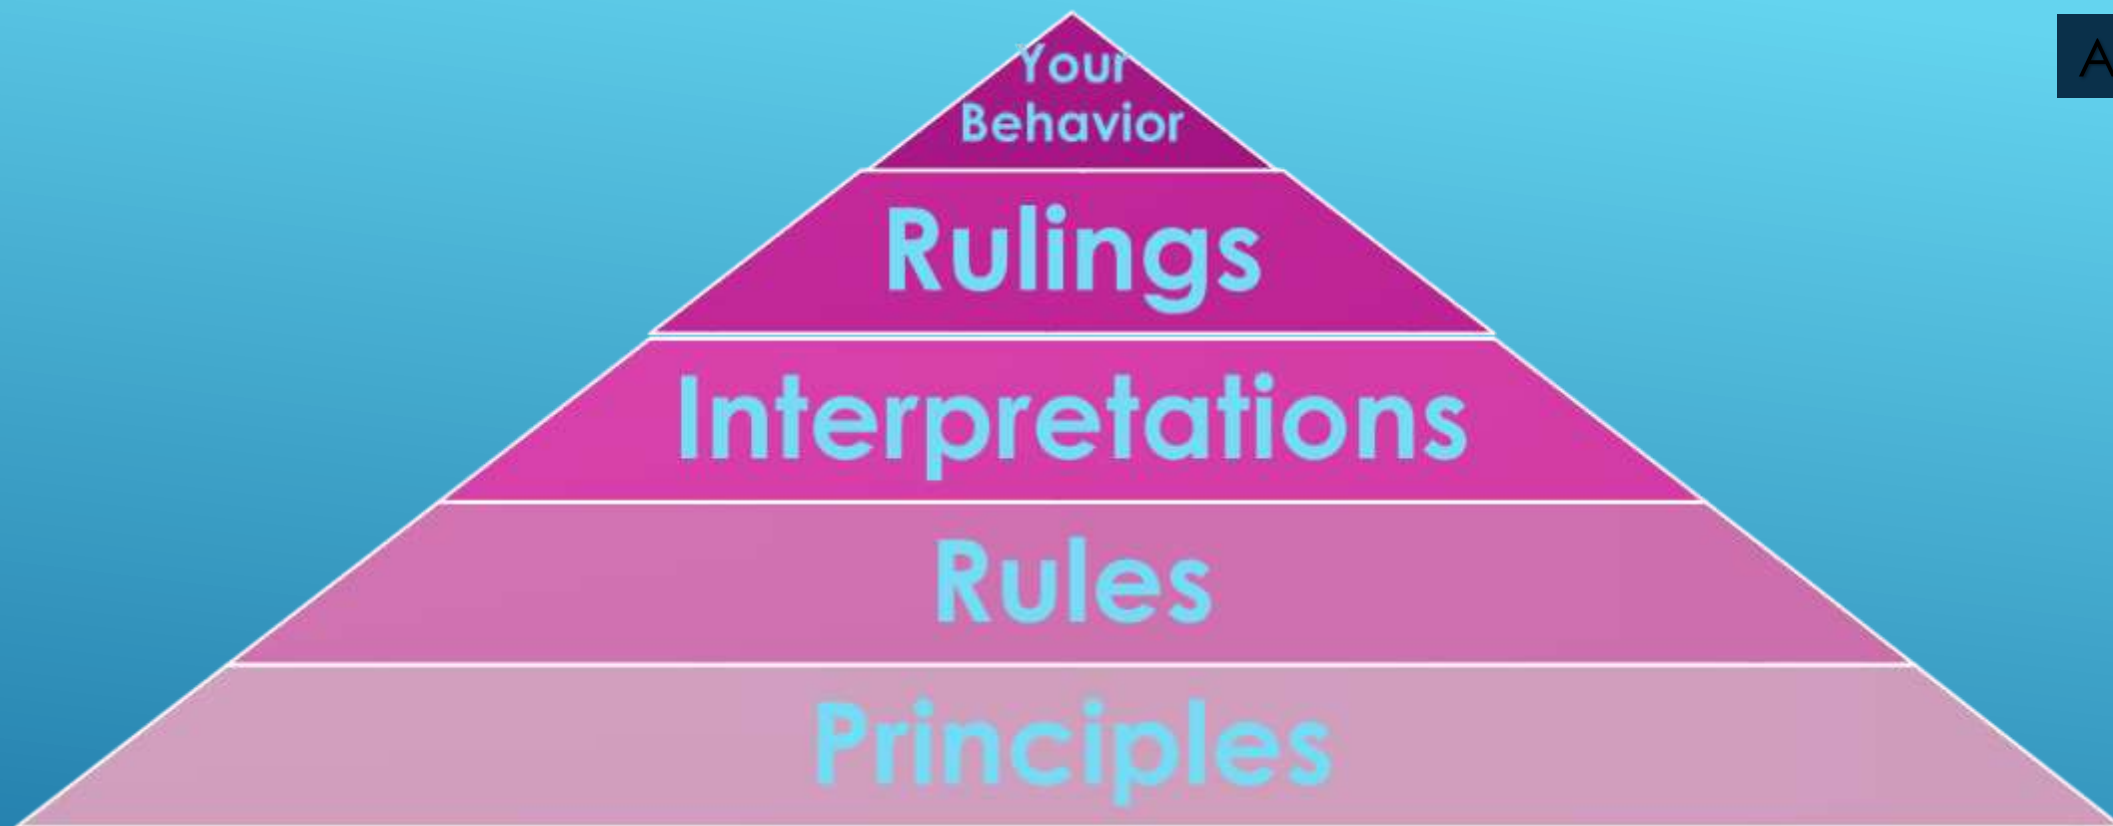 Your
Behavior
A
Rulings
Interpretations
Rules
Principles